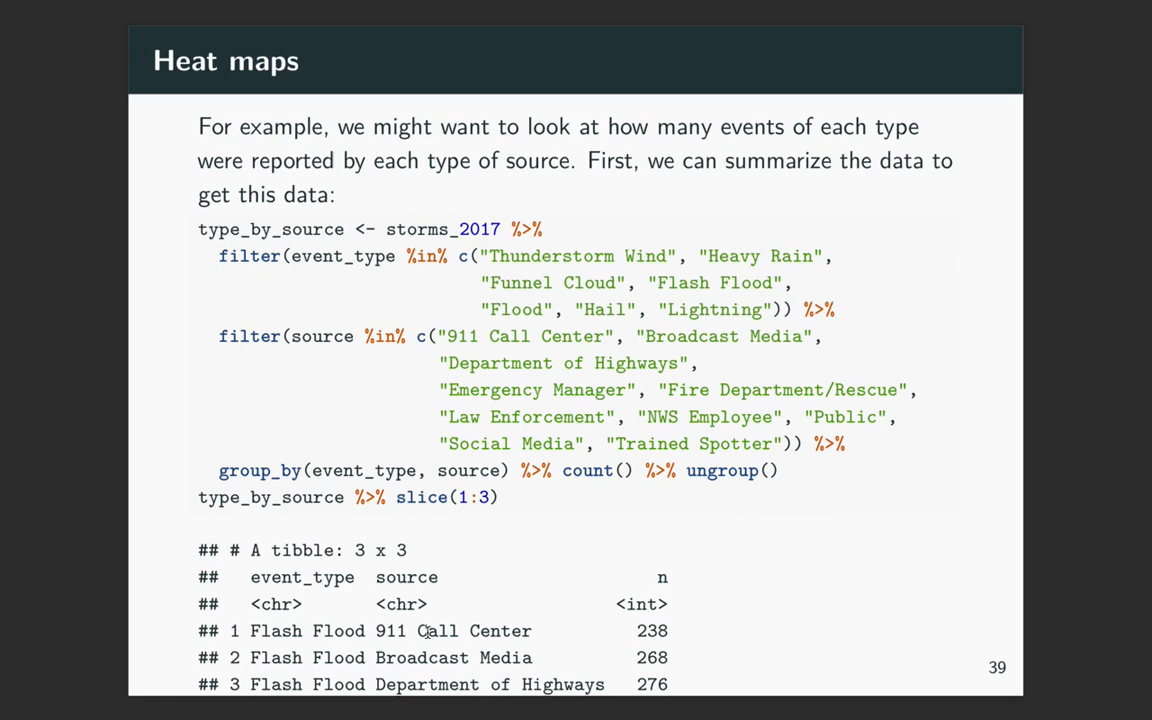 Heat maps
For example, we might want to look at how many events of each type
were reported by each type of source. First, we can summarize the data to
get this data:
type_by_source <- storms_2017 %>%
  filter(event_type %in% c("Thunderstorm Wind", "Heavy Rain",
                           "Funnel Cloud", "Flash Flood",
                           "Flood", "Hail", "Lightning")) %>%
  filter(source %in% c("911 Call Center", "Broadcast Media",
                       "Department of Highways",
                       "Emergency Manager", "Fire Department/Rescue",
                       "Law Enforcement", "NWS Employee", "Public",
                       "Social Media", "Trained Spotter")) %>%
  group_by(event_type, source) %>% count() %>% ungroup()
type_by_source %>% slice(1:3)
## # A tibble: 3 x 3
##   event_type  source                     n
##   <chr>       <chr>                  <int>
## 1 Flash Flood 911 Call Center          238
## 2 Flash Flood Broadcast Media          268
## 3 Flash Flood Department of Highways   276
39